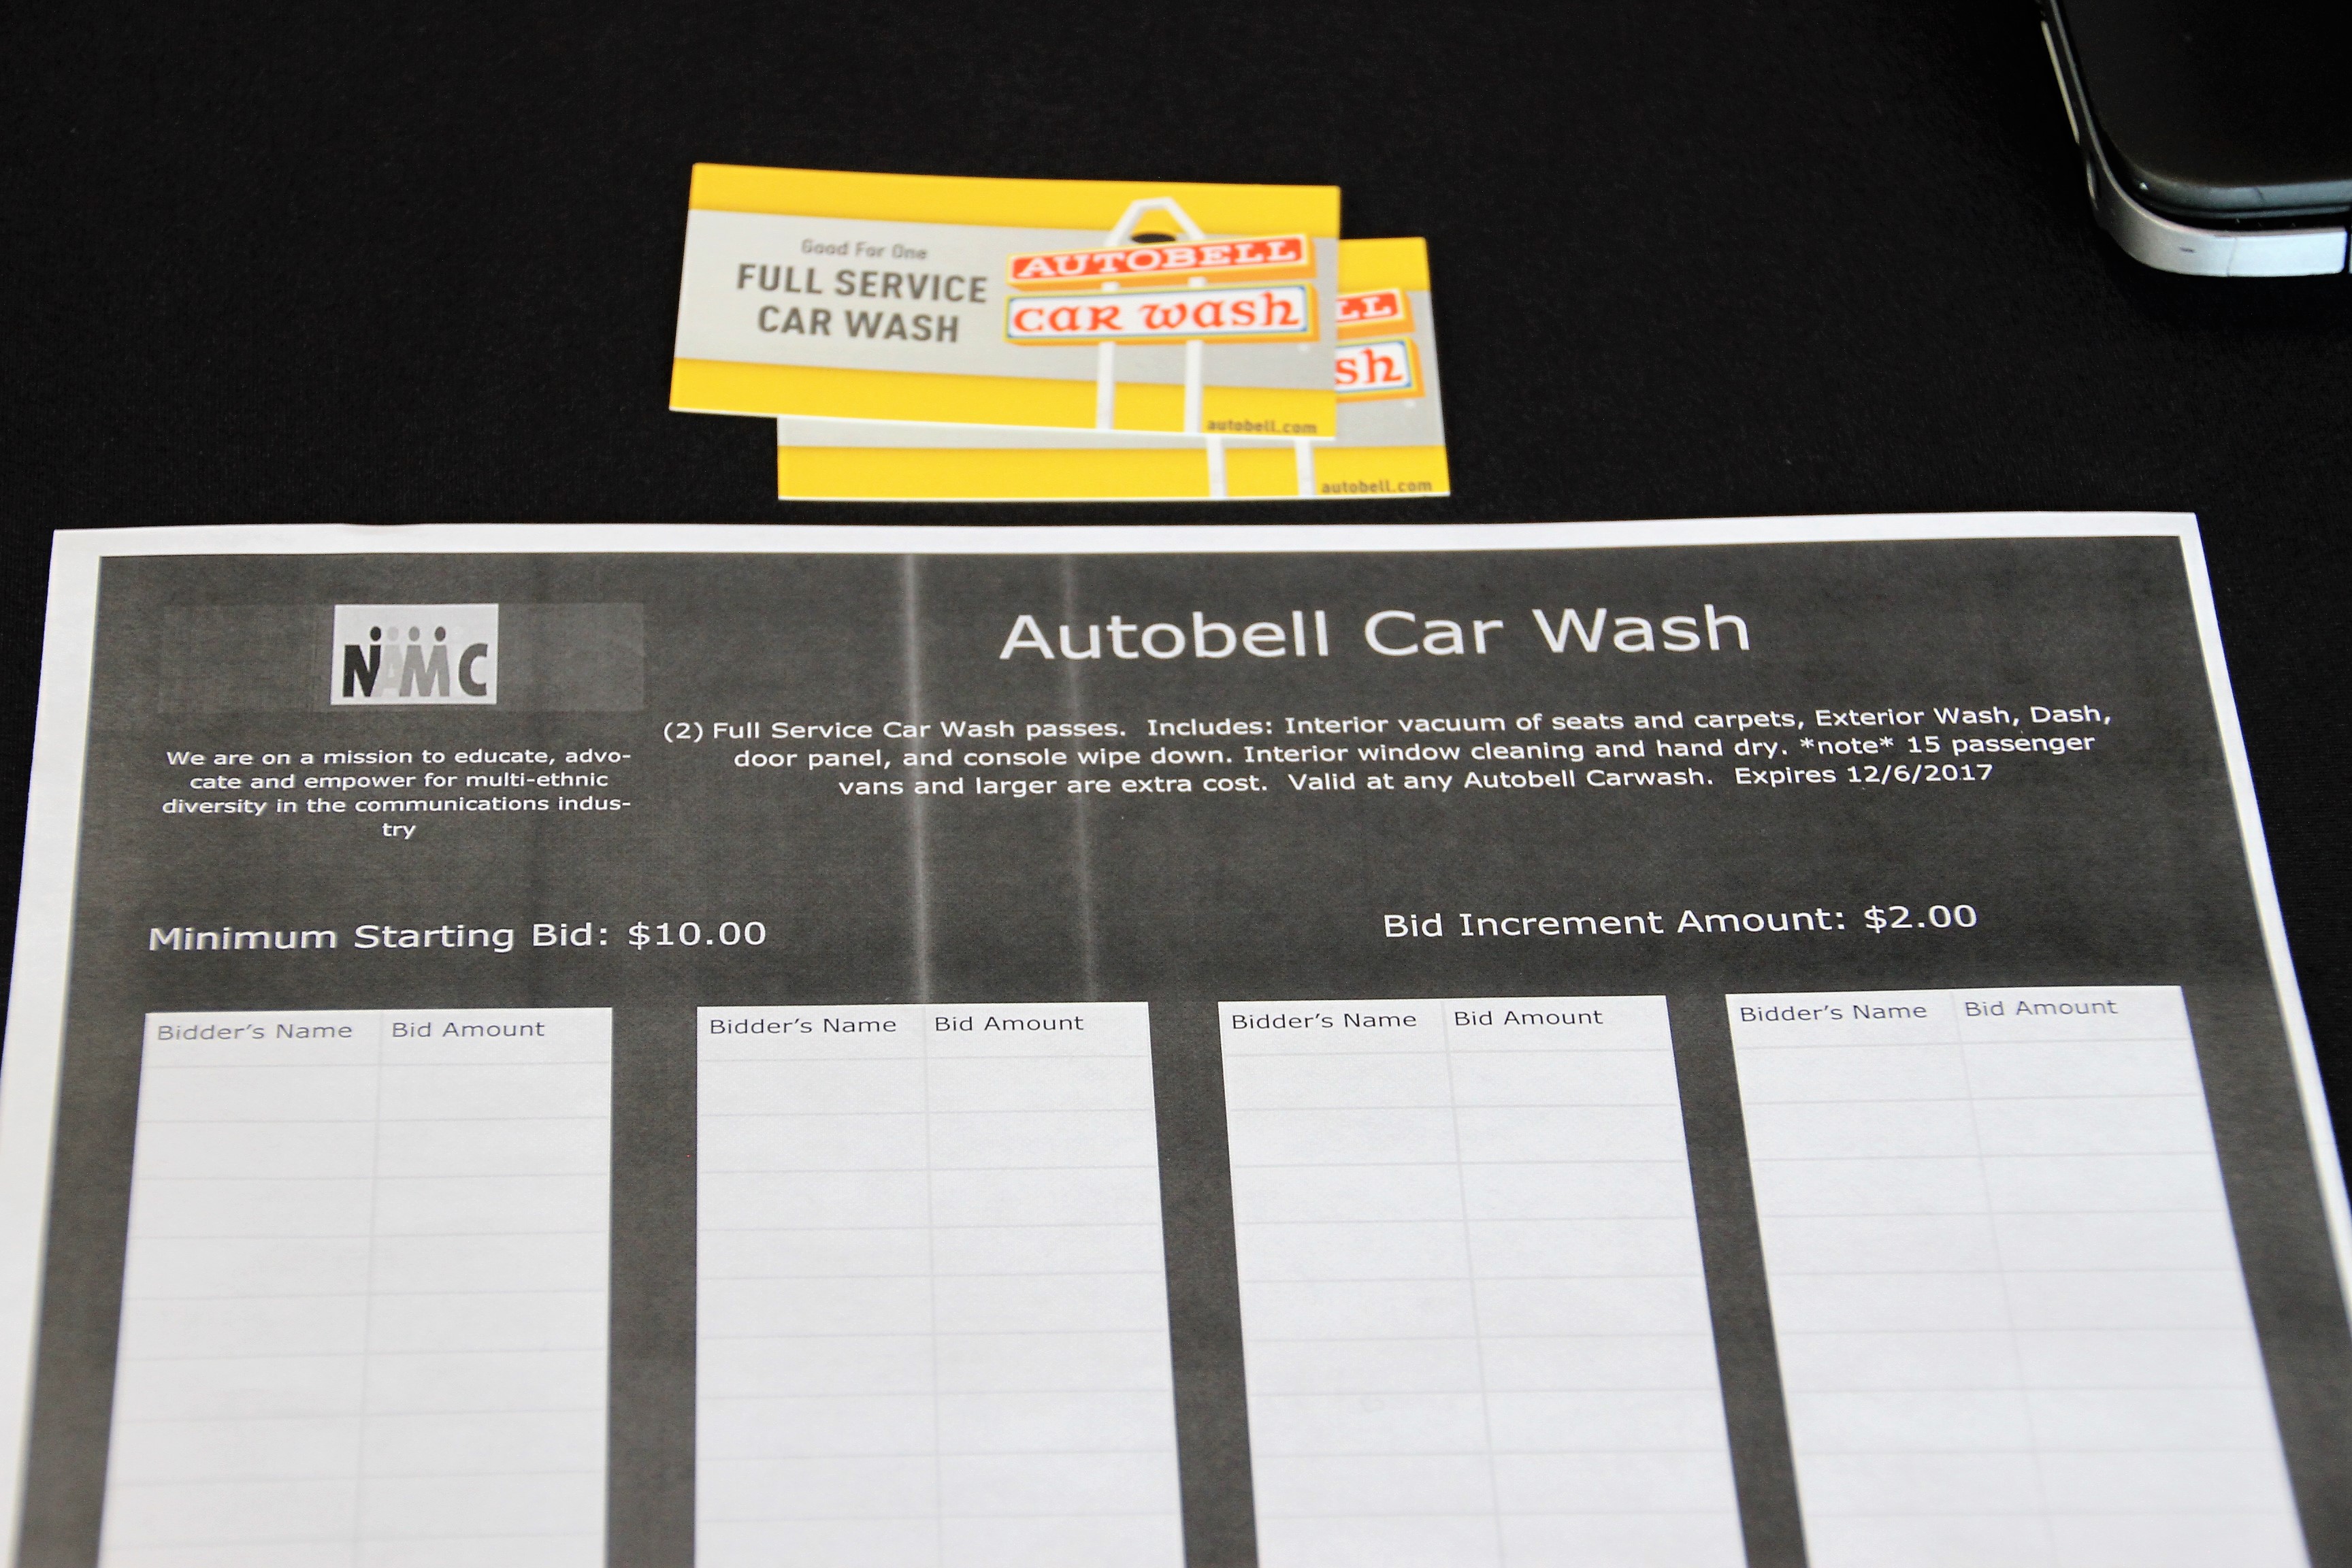 Good For One
FULL SERVICE
CAR WASH
AUTOBELL
car wash
autobell.com
LL
sh
autobell.com
NAMC
We are on a mission to educate, advo-
cate and empower for multi-ethnic
diversity in the communications indus-
try
Autobell Car Wash
(2) Full Service Car Wash passes. Includes: Interior vacuum of seats and carpets, Exterior Wash, Dash,
door panel, and console wipe down. Interior window cleaning and hand dry. *note* 15 passenger
vans and larger are extra cost. Valid at any Autobell Carwash. Expires 12/6/2017
Minimum Starting Bid: $10.00
Bid Increment Amount: $2.00
Bidder’s Name Bid Amount
Bidder’s Name Bid Amount
Bidder’s Name Bid Amount
Bidder’s Name Bid Amount